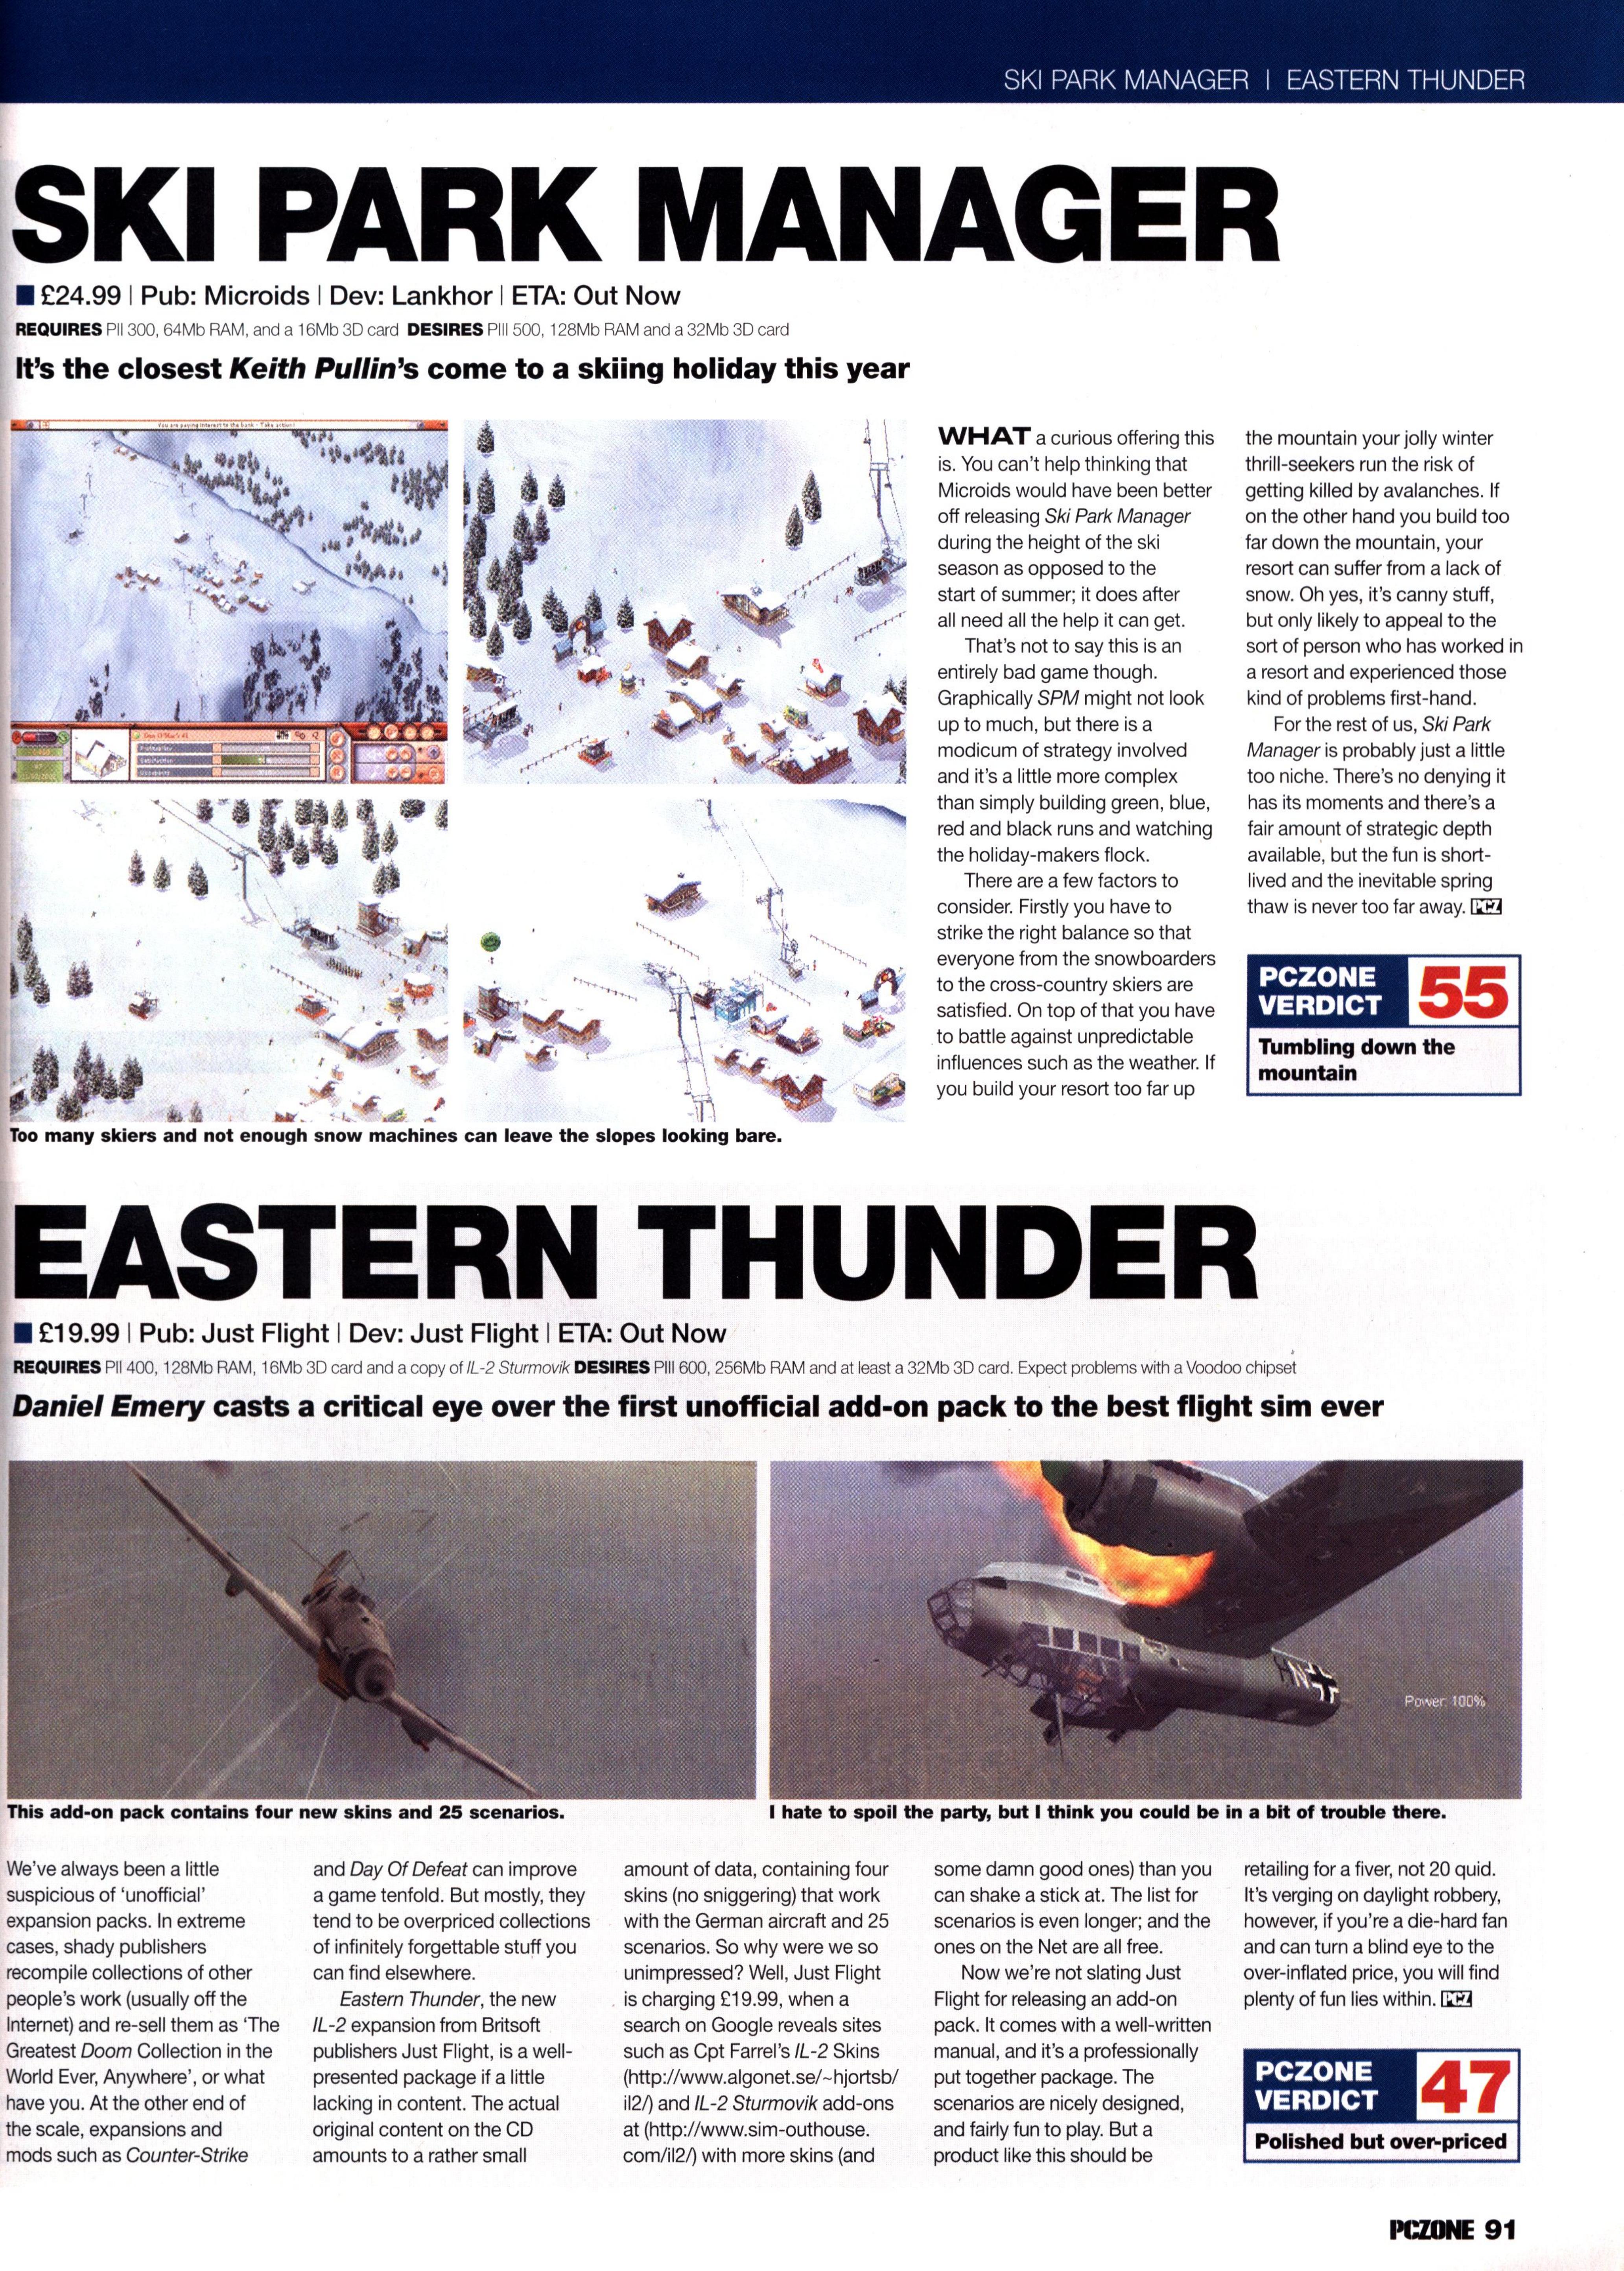 SKI PARK MANAGER | EASTERN THUNDER
SKI PARK MANAGER
£24.99 | Pub: Microids | Dev: Lankhor | ETA: Out Now
REQUIRES PII 300, 64Mb RAM, and a 16Mb 3D card DESIRES PIII 500, 128Mb RAM and a 32Mb 3D card
It's the closest Keith Pullin's come to a skiing holiday this year
You are paying interest to the bank - Take action!
Profitability
Satisfaction
Too many skiers and not enough snow machines can leave the slopes looking bare.
WHAT a curious offering this
is. You can't help thinking that
Microids would have been better
off releasing Ski Park Manager
during the height of the ski
season as opposed to the
start of summer; it does after
all need all the help it can get.
That's not to say this is an
entirely bad game though.
Graphically SPM might not look
up to much, but there is a
modicum of strategy involved
and it's a little more complex
than simply building green, blue,
red and black runs and watching
the holiday-makers flock.
There are a few factors to
consider. Firstly you have to
strike the right balance so that
everyone from the snowboarders
to the cross-country skiers are
satisfied. On top of that you have
to battle against unpredictable
influences such as the weather. If
you build your resort too far up
the mountain your jolly winter
thrill-seekers run the risk of
getting killed by avalanches. If
on the other hand you build too
far down the mountain, your
resort can suffer from a lack of
snow. Oh yes, it's canny stuff,
but only likely to appeal to the
sort of person who has worked in
a resort and experienced those
kind of problems first-hand.
For the rest of us, Ski Park
Manager is probably just a little
too niche. There's no denying it
has its moments and there's a
fair amount of strategic depth
available, but the fun is short-
lived and the inevitable spring
thaw is never too far away. PCZ
PCZONE
VERDICT
55
Tumbling down the
mountain
EASTERN THUNDER
£19.99 | Pub: Just Flight | Dev: Just Flight | ETA: Out Now
REQUIRES PII 400, 128Mb RAM, 16Mb 3D card and a copy of IL-2 Sturmovik DESIRES PIII 600, 256Mb RAM and at least a 32Mb 3D card. Expect problems with a Voodoo chipset
Daniel Emery casts a critical eye over the first unofficial add-on pack to the best flight sim ever
Power: 100%
This add-on pack contains four new skins and 25 scenarios.
I hate to spoil the party, but I think you could be in a bit of trouble there.
We've always been a little
suspicious of 'unofficial'
expansion packs. In extreme
cases, shady publishers
recompile collections of other
people's work (usually off the
Internet) and re-sell them as 'The
Greatest Doom Collection in the
World Ever, Anywhere', or what
have you. At the other end of
the scale, expansions and
mods such as Counter-Strike
and Day Of Defeat can improve
a game tenfold. But mostly, they
tend to be overpriced collections
of infinitely forgettable stuff you
can find elsewhere.
Eastern Thunder, the new
IL-2 expansion from Britsoft
publishers Just Flight, is a well-
presented package if a little
lacking in content. The actual
original content on the CD
amounts to a rather small
amount of data, containing four
skins (no sniggering) that work
with the German aircraft and 25
scenarios. So why were we so
unimpressed? Well, Just Flight
is charging £19.99, when a
search on Google reveals sites
such as Cpt Farrel's IL-2 Skins
(http://www.algonet.se/~hjortsb/
il2/) and IL-2 Sturmovik add-ons
at (http://www.sim-outhouse.
com/il2/) with more skins (and
some damn good ones) than you
can shake a stick at. The list for
scenarios is even longer; and the
ones on the Net are all free.
Now we're not slating Just
Flight for releasing an add-on
pack. It comes with a well-written
manual, and it's a professionally
put together package. The
scenarios are nicely designed,
and fairly fun to play. But a
product like this should be
retailing for a fiver, not 20 quid.
It's verging on daylight robbery,
however, if you're a die-hard fan
and can turn a blind eye to the
over-inflated price, you will find
plenty of fun lies within. PCZ
PCZONE
VERDICT
47
Polished but over-priced
PCZONE 91